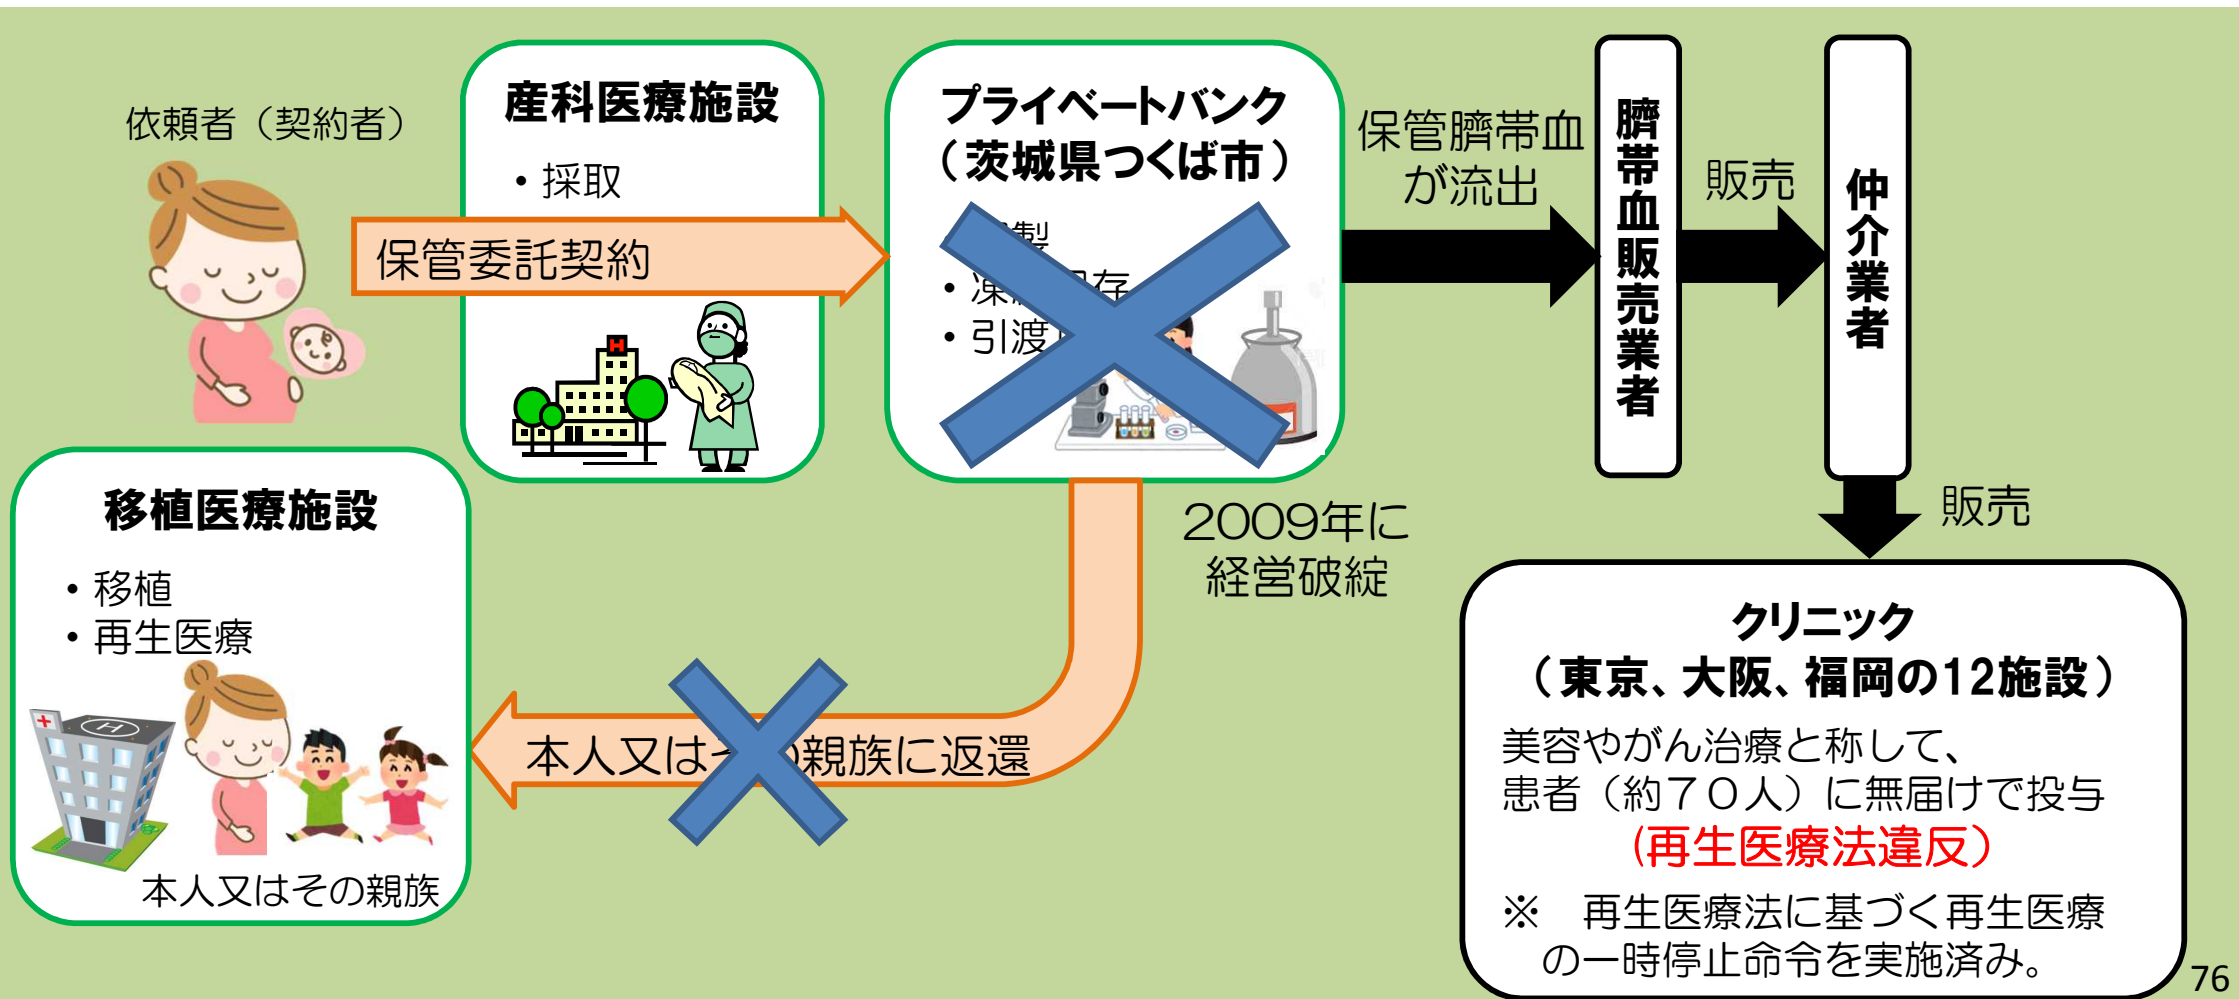 依頼者（契約者）
産科医療施設
・採取
保管委託契約
プライベートバンク
（茨城県つくば市）
製
・凍 存
・引渡
保管臍帯血
が流出
臍帯血販売業者
販売
仲介業者
販売
2009年に
経営破綻
移植医療施設
・移植
・再生医療
本人又はその親族
本人又はその親族に返還
クリニック
（東京、大阪、福岡の12施設）
美容やがん治療と称して、
患者（約７０人）に無届けで投与
(再生医療法違反）
※　再生医療法に基づく再生医療
の一時停止命令を実施済み。
76